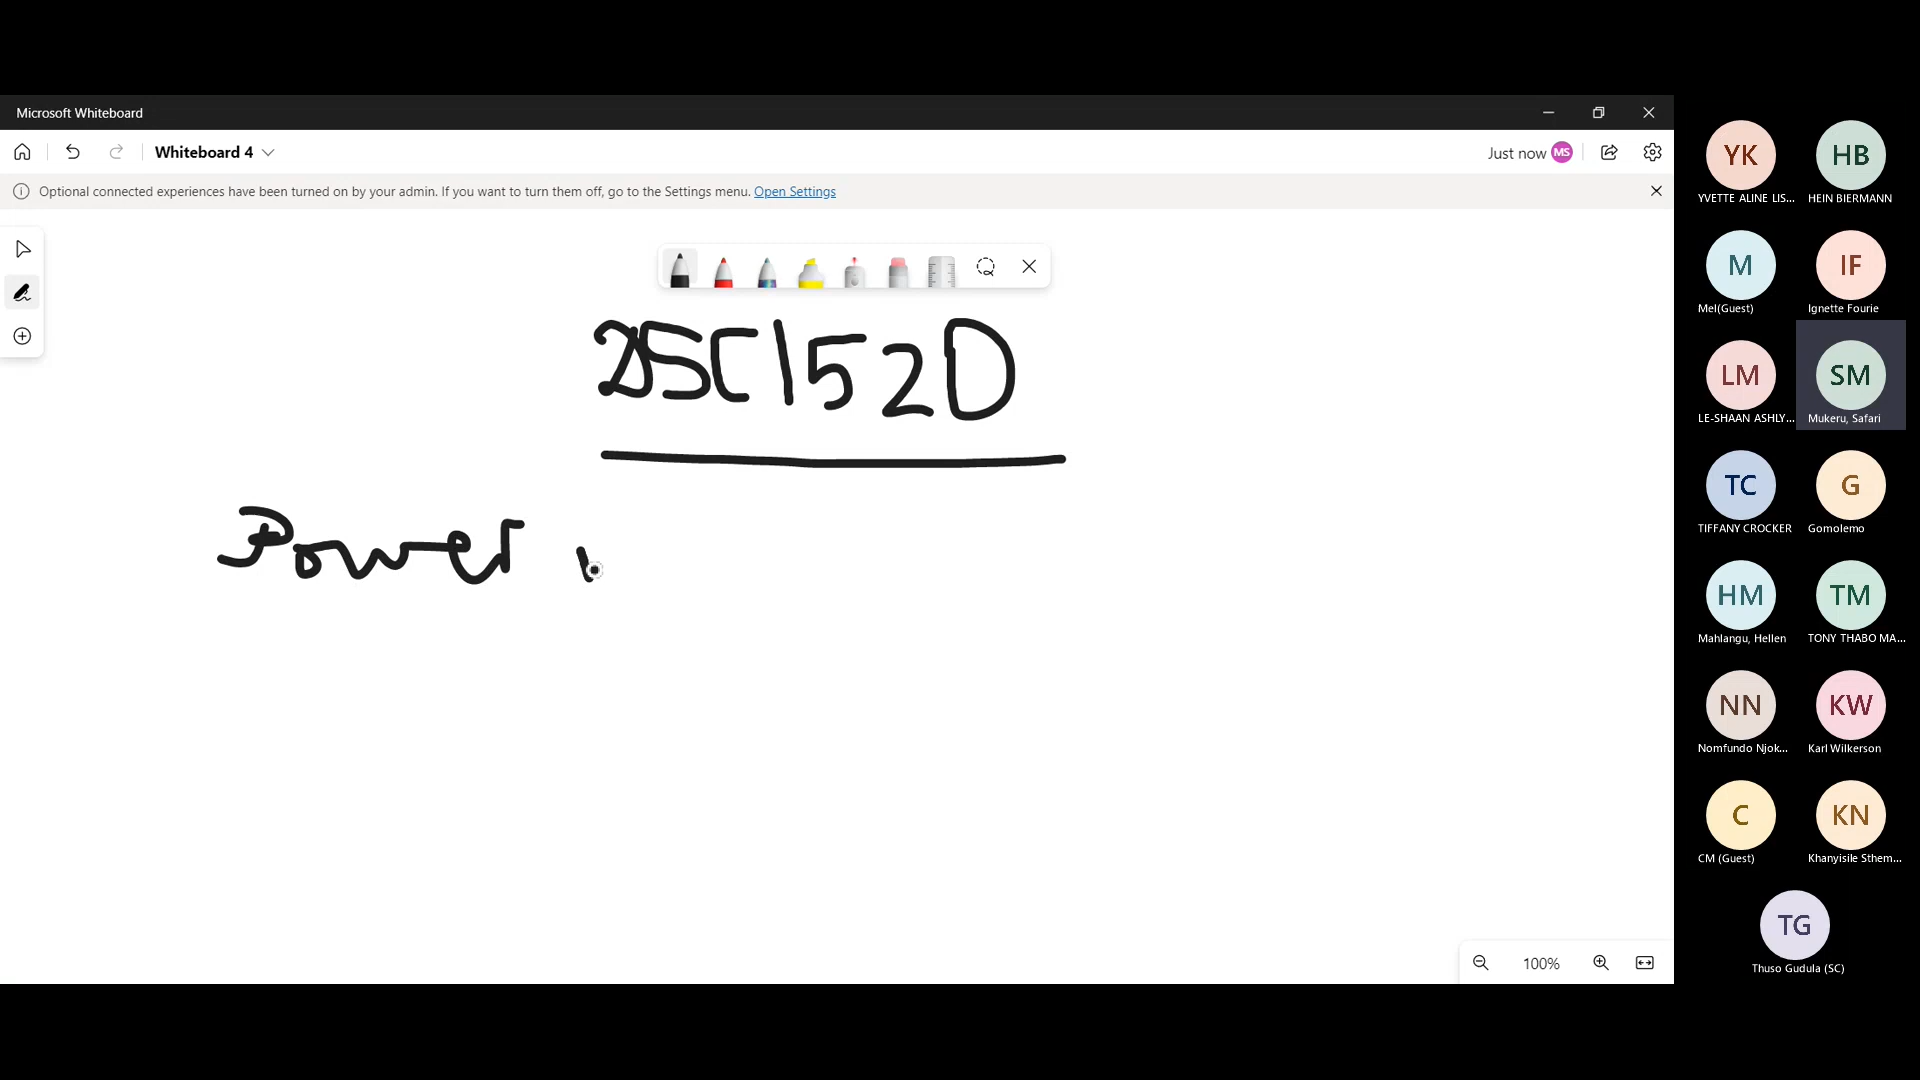 Microsoft Whiteboard
Whiteboard 4
Just now MS
Optional connected experiences have been turned on by your admin. If you want to turn them off, go to the Settings menu. Open Settings
25C152D
Power
100%
YK HB
YVETTE ALINE LIS... HEIN BIERMANN
M IF
Mel(Guest) Ignette Fourie
LM SM
LE-SHAAN ASHLY... Mukeru, Safari
TC G
TIFFANY CROCKER Gomolemo
HM TM
Mahlangu, Hellen TONY THABO MA...
NN KW
Nomfundo Njok... Karl Wilkerson
C KN
CM (Guest) Khanyisile Sthem...
TG
Thuso Gudula (SC)